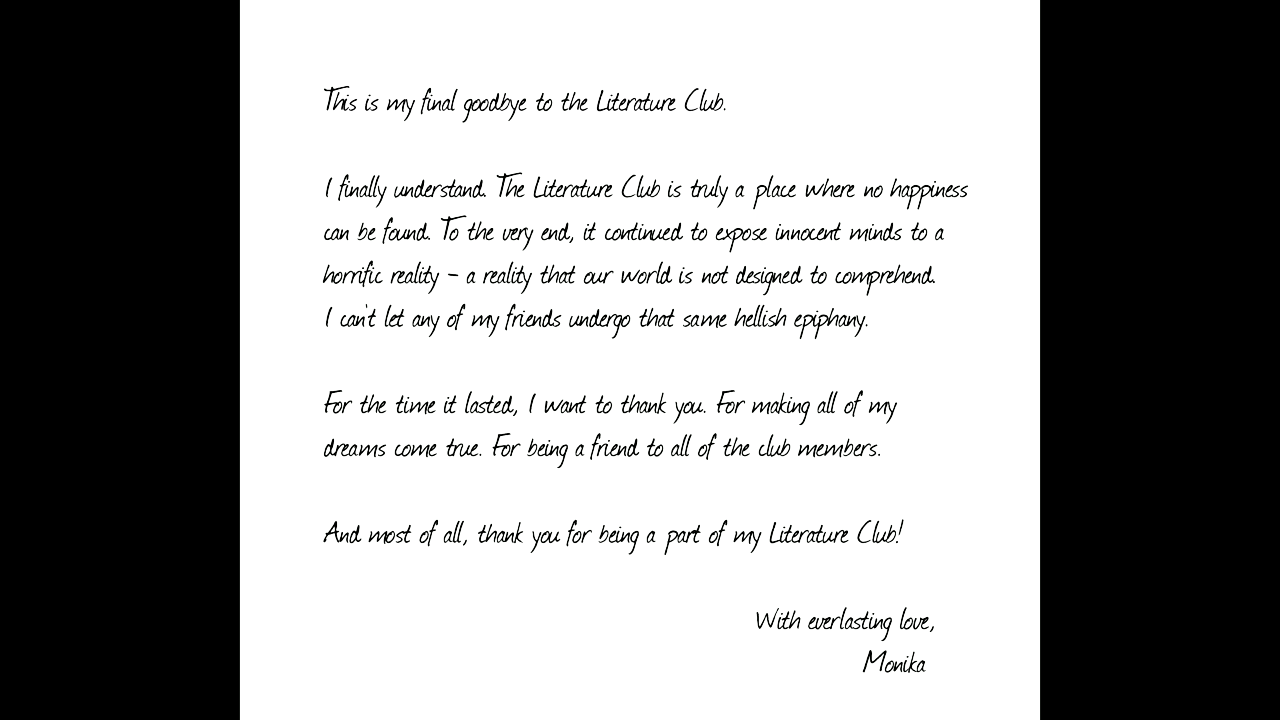 This is my final goodbye to the Literature Club.
I finally understand. The Literature Club is truly a place where no happiness
can be found. To the very end, it continued to expose innocent minds to a
horrific reality - a reality that our world is not designed to comprehend.
I can't let any of my friends undergo that same hellish epiphany.
For the time it lasted, I want to thank you. For making all of my
dreams come true. For being a friend to all of the club members.
And most of all, thank you for being a part of my Literature Club!
With everlasting love,
Monika